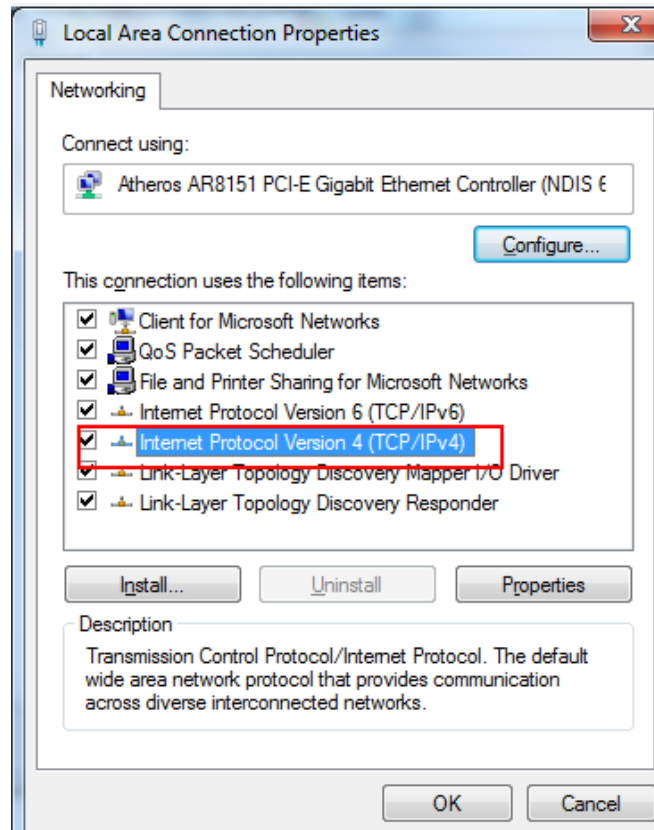 Local Area Connection Properties
Networking
Connect using:
Atheros AR8151 PCI-E Gigabit Ethernet Controller (NDIS 6
Configure...
This connection uses the following items:
Client for Microsoft Networks
QoS Packet Scheduler
File and Printer Sharing for Microsoft Networks
Internet Protocol Version 6 (TCP/IPv6)
Internet Protocol Version 4 (TCP/IPv4)
Link-Layer Topology Discovery Mapper I/O Driver
Link-Layer Topology Discovery Responder
Install... Uninstall Properties
Description
Transmission Control Protocol/Internet Protocol. The default
wide area network protocol that provides communication
across diverse interconnected networks.
OK Cancel